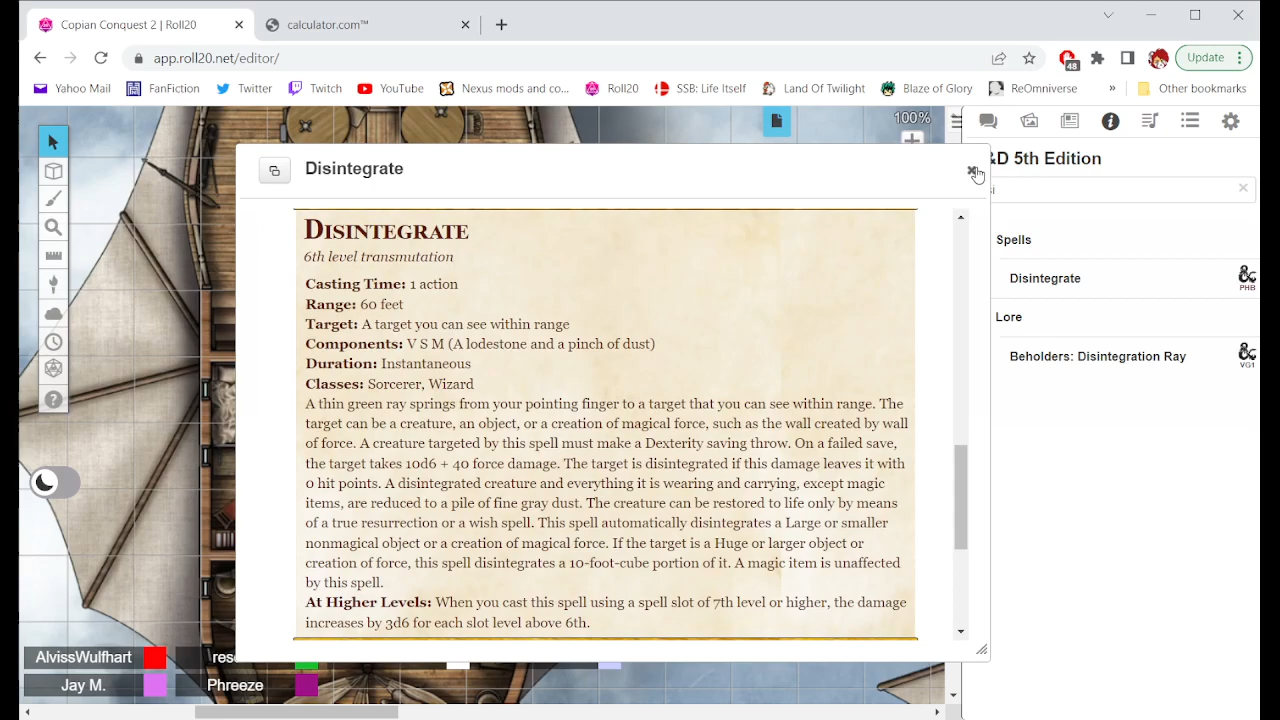 Copian Conquest 2 | Roll20
calculator.com™
app.roll20.net/editor/
48
Update
Yahoo Mail
FanFiction
Twitter
Twitch
YouTube
Nexus mods and co...
Roll20
SSB: Life Itself
Land Of Twilight
Blaze of Glory
ReOmniverse
»
Other bookmarks
100%
Disintegrate
DISINTEGRATE
6th level transmutation
Casting Time: 1 action
Range: 60 feet
Target: A target you can see within range
Components: V S M (A lodestone and a pinch of dust)
Duration: Instantaneous
Classes: Sorcerer, Wizard
A thin green ray springs from your pointing finger to a target that you can see within range. The
target can be a creature, an object, or a creation of magical force, such as the wall created by wall
of force. A creature targeted by this spell must make a Dexterity saving throw. On a failed save,
the target takes 10d6 + 40 force damage. The target is disintegrated if this damage leaves it with
0 hit points. A disintegrated creature and everything it is wearing and carrying, except magic
items, are reduced to a pile of fine gray dust. The creature can be restored to life only by means
of a true resurrection or a wish spell. This spell automatically disintegrates a Large or smaller
nonmagical object or a creation of magical force. If the target is a Huge or larger object or
creation of force, this spell disintegrates a 10-foot-cube portion of it. A magic item is unaffected
by this spell.
At Higher Levels: When you cast this spell using a spell slot of 7th level or higher, the damage
increases by 3d6 for each slot level above 6th.
&D 5th Edition
si
Spells
Disintegrate
PHB
Lore
Beholders: Disintegration Ray
VG1
AlvissWulfhart
rese
Jay M.
Phreeze